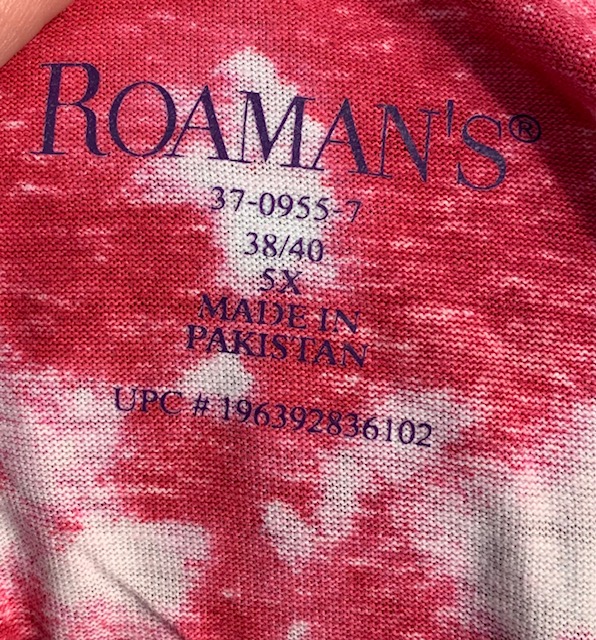 ROAMAN'S®
37-0955-7
38/40
5X
MADE IN
PAKISTAN
UPC # 196392836102